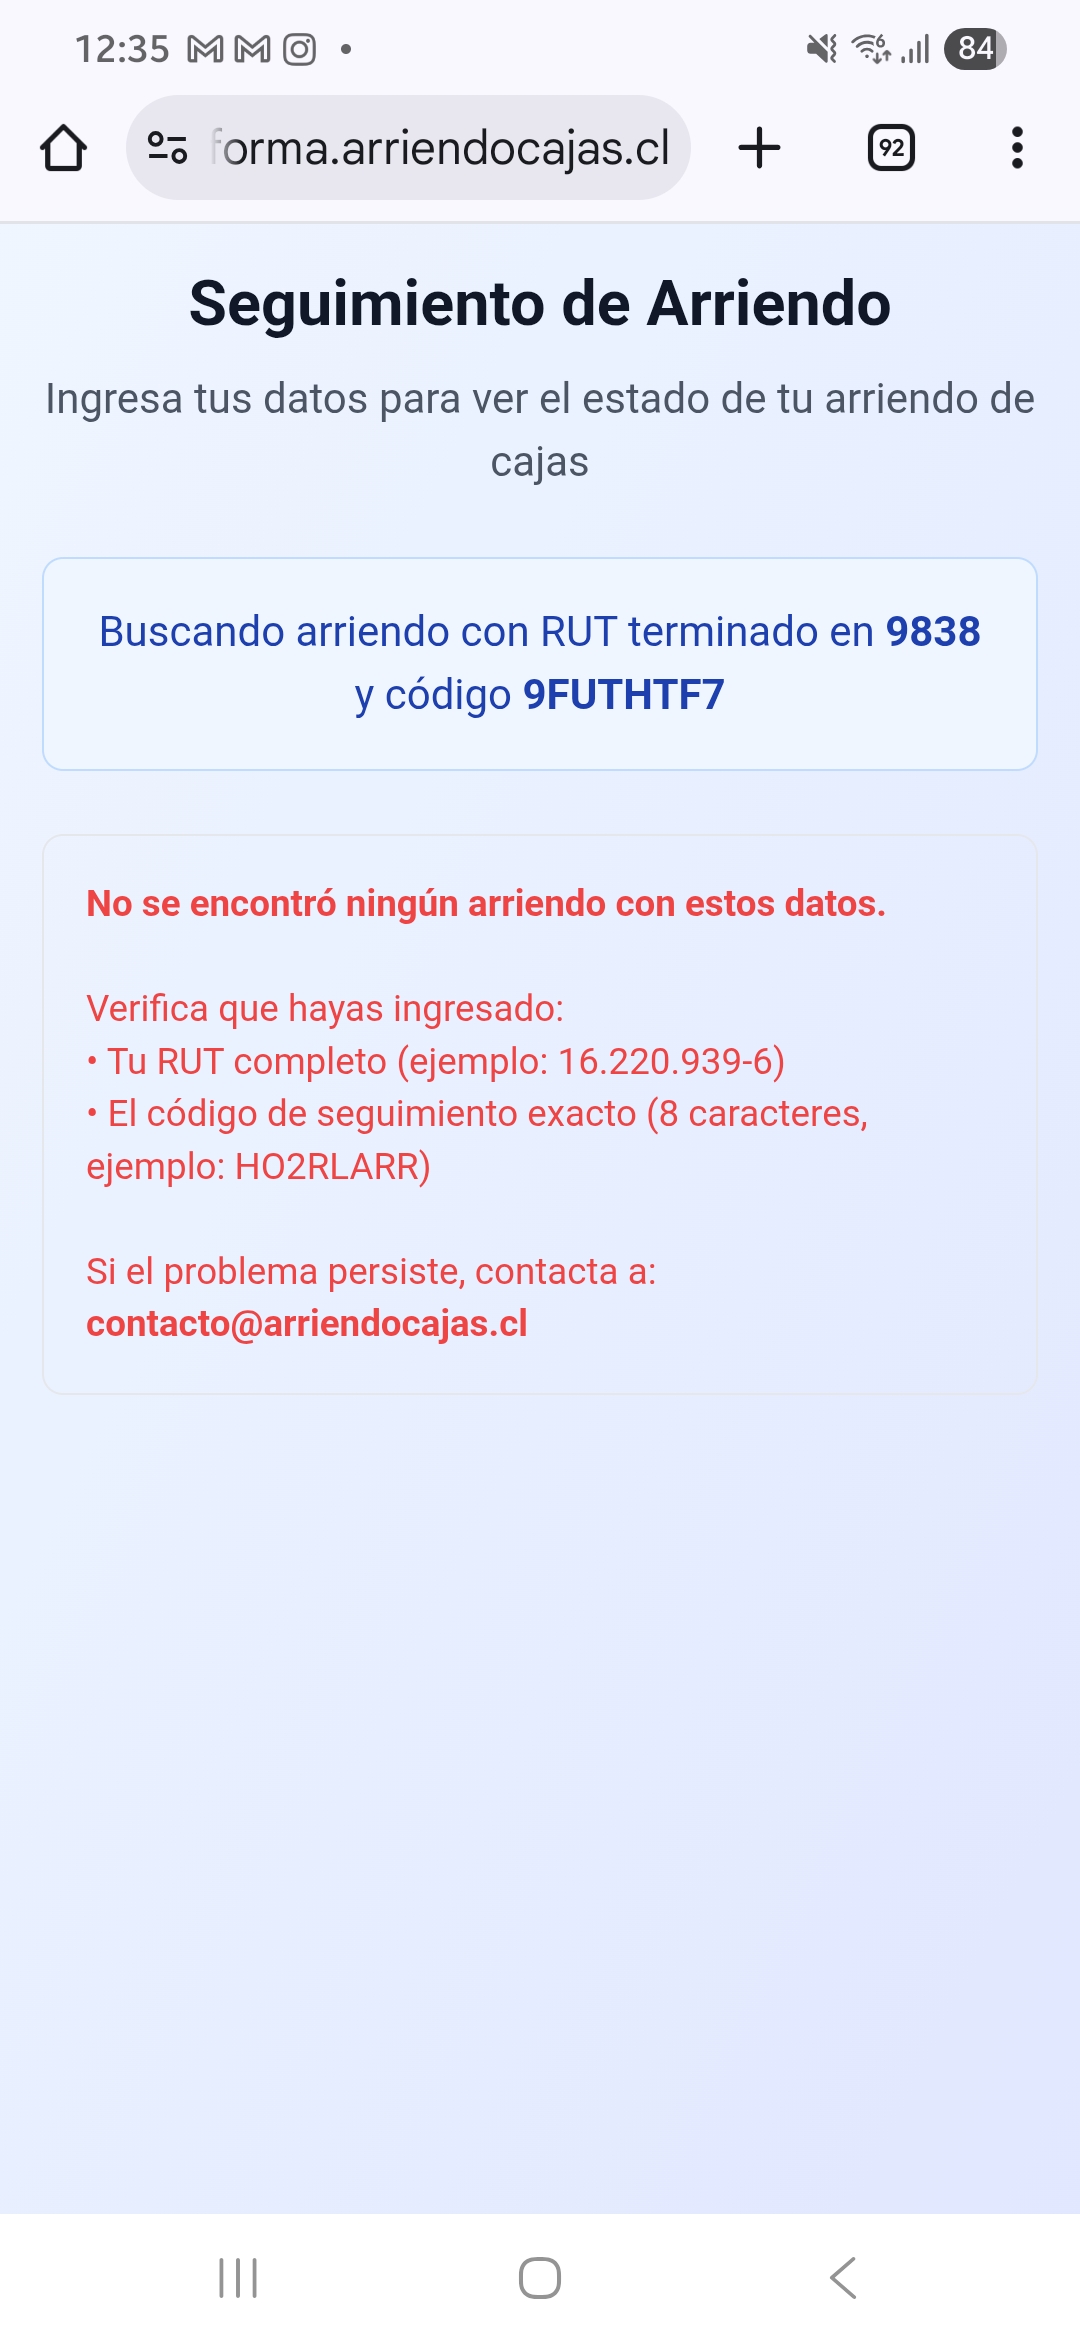 12:35
84
forma.arriendocajas.cl
92
Seguimiento de Arriendo
Ingresa tus datos para ver el estado de tu arriendo de
cajas
Buscando arriendo con RUT terminado en 9838
y código 9FUTHTF7
No se encontró ningún arriendo con estos datos.
Verifica que hayas ingresado:
• Tu RUT completo (ejemplo: 16.220.939-6)
• El código de seguimiento exacto (8 caracteres,
ejemplo: HO2RLARR)
Si el problema persiste, contacta a:
contacto@arriendocajas.cl